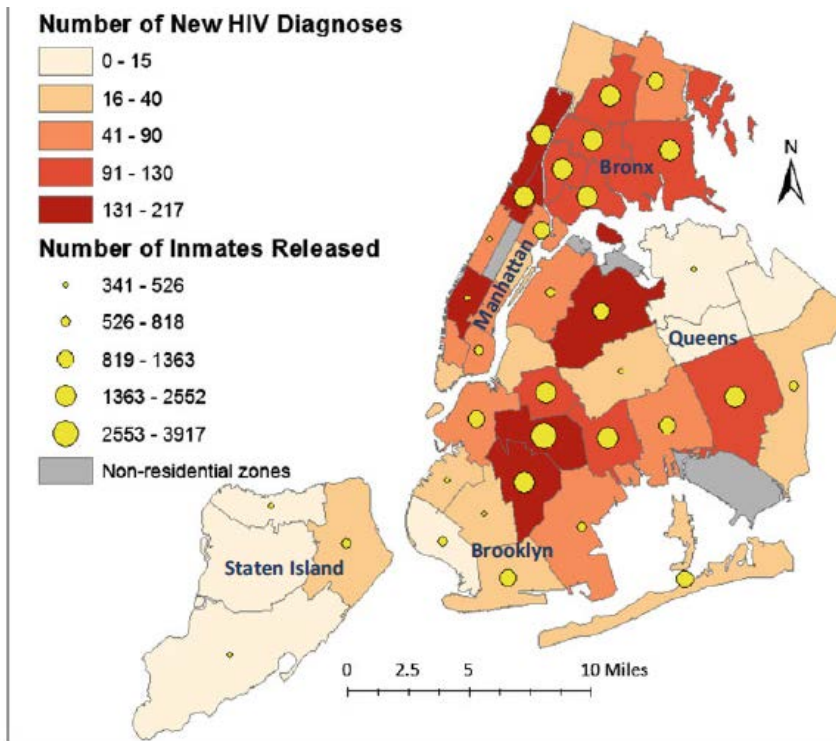 Number of New HIV Diagnoses
0 - 15
16 - 40
41 - 90
91 - 130
131 - 217
Number of Inmates Released
341 - 526
526 - 818
819 - 1363
1363 - 2552
2553 - 3917
Non-residential zones
Bronx
N
Manhattan
Queens
Brooklyn
Staten Island
0 2.5 5 10 Miles